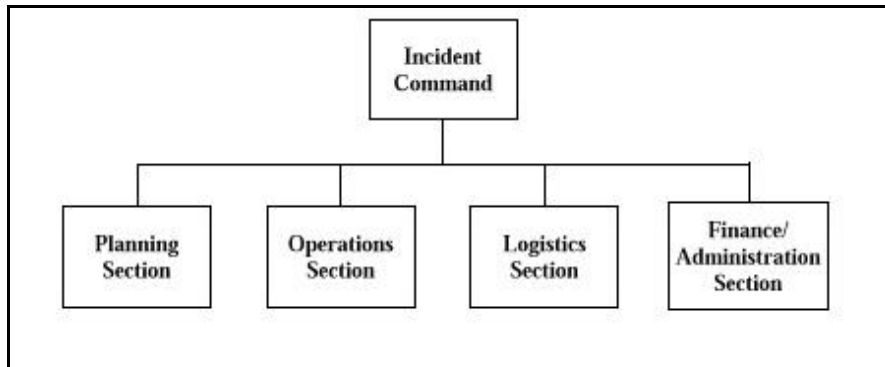 Incident
Command
Planning
Section
Operations
Section
Logistics
Section
Finance/
Administration
Section